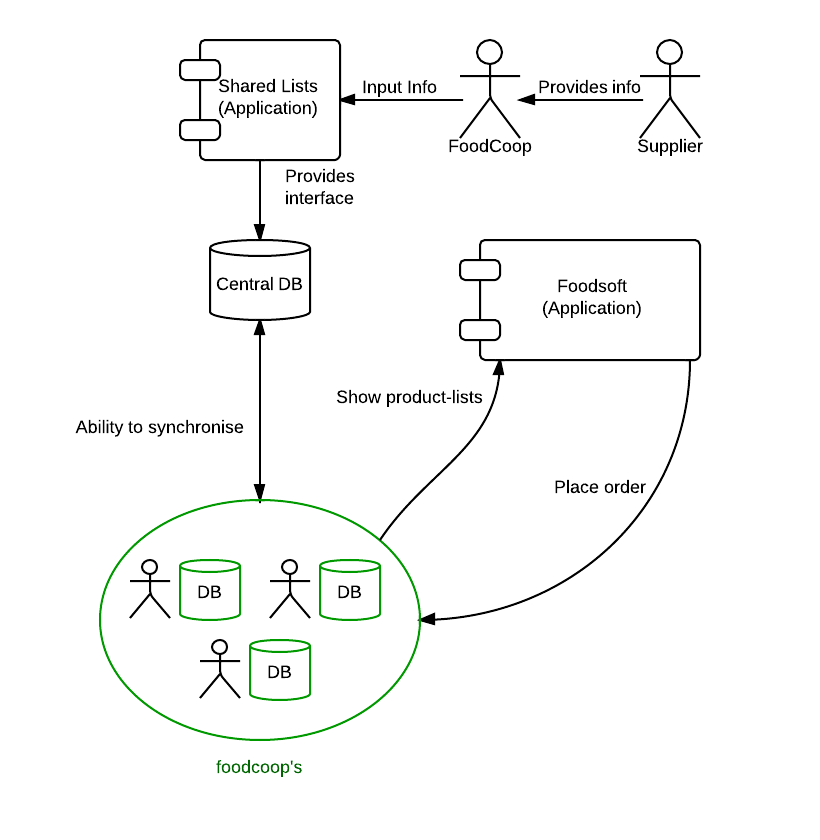 Shared Lists
(Application)
Input Info
Provides info
FoodCoop
Supplier
Provides
interface
Central DB
Foodsoft
(Application)
Show product-lists
Ability to synchronise
Place order
DB
DB
DB
foodcoop's